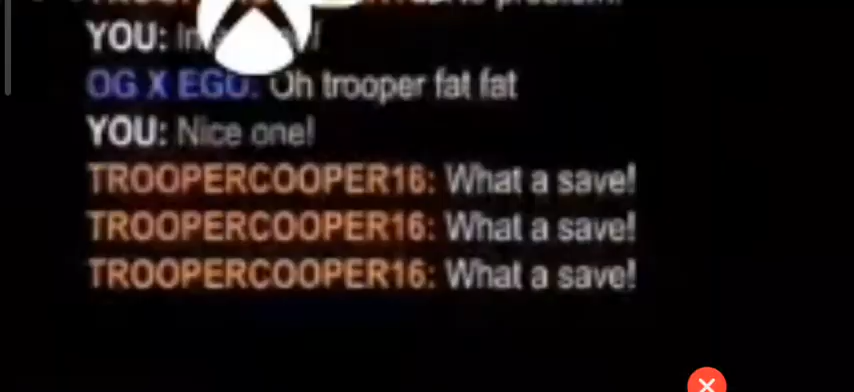 YOU:
OG X EGO: Oh trooper fat fat
YOU: Nice one!
TROOPERCOOPER16: What a save!
TROOPERCOOPER16: What a save!
TROOPERCOOPER16: What a save!